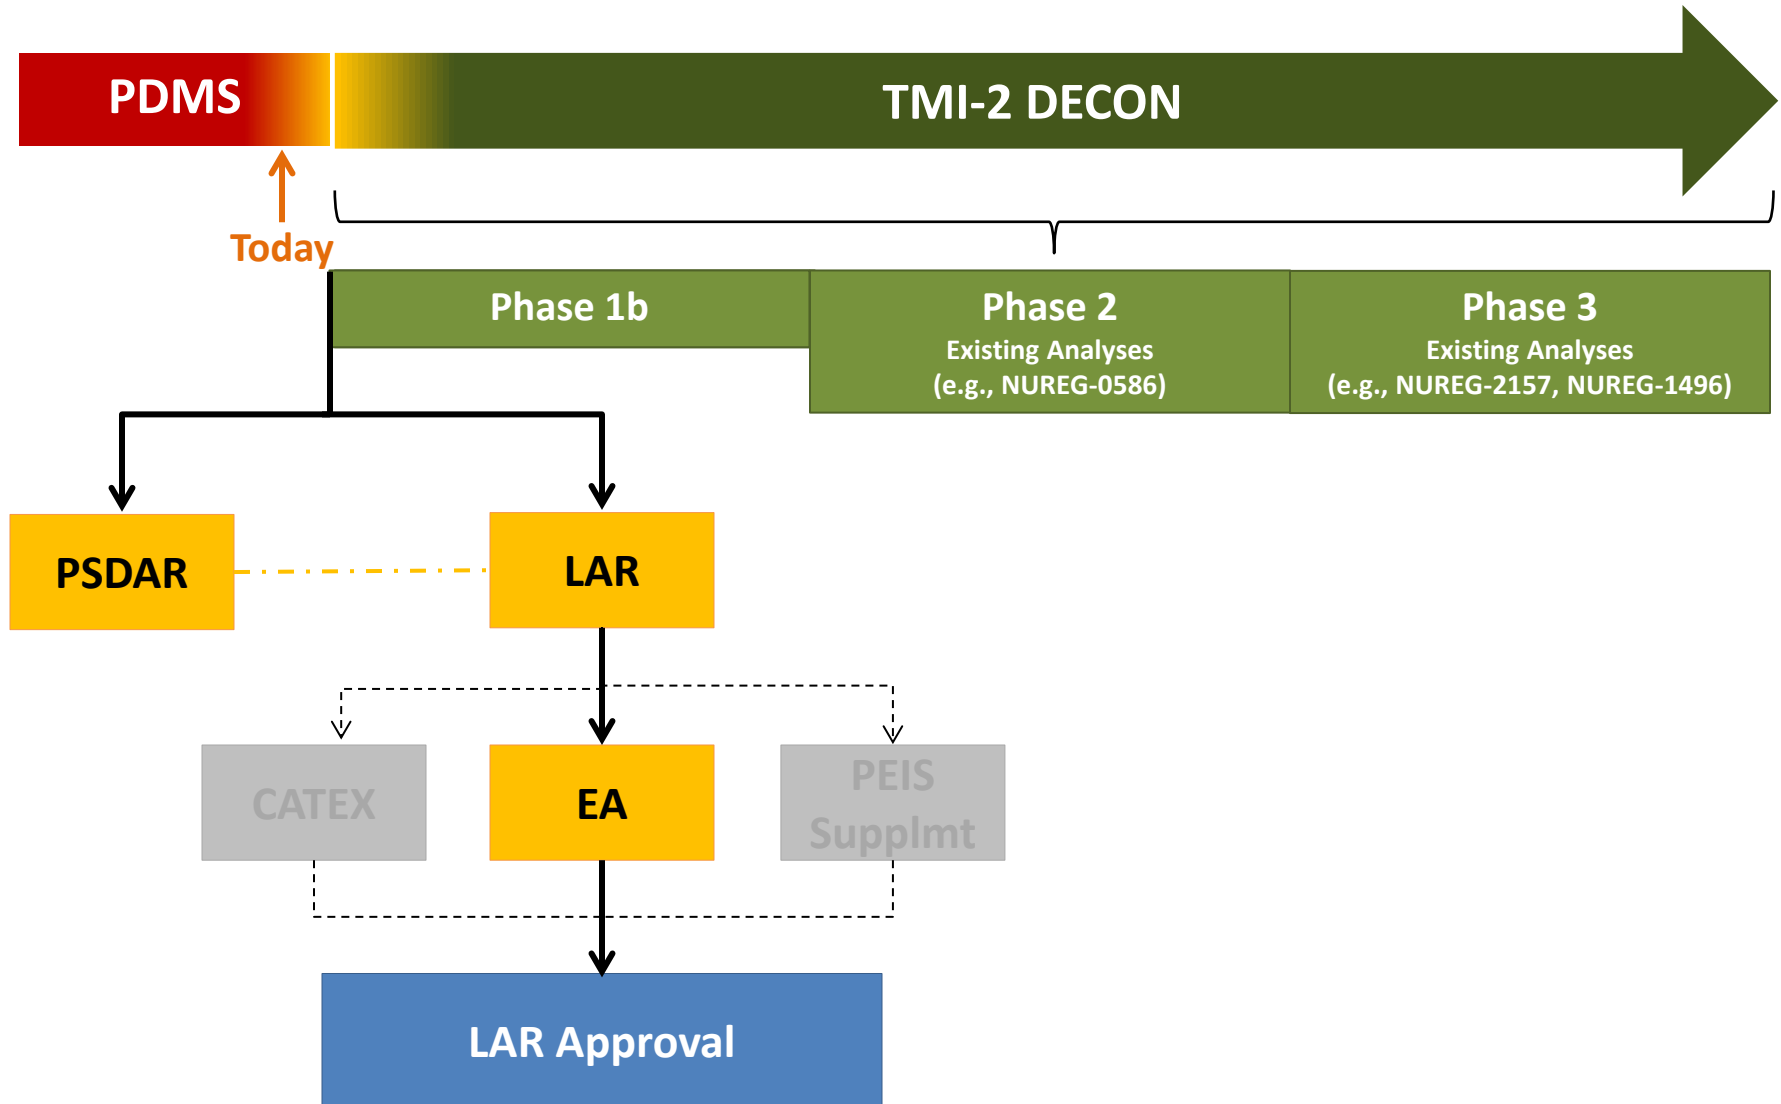 PDMS
TMI-2 DECON
Today
Phase 1b
Phase 2
Existing Analyses
(e.g., NUREG-0586)
Phase 3
Existing Analyses
(e.g., NUREG-2157, NUREG-1496)
PSDAR
LAR
CATEX
EA
PEIS
Supplmt
LAR Approval